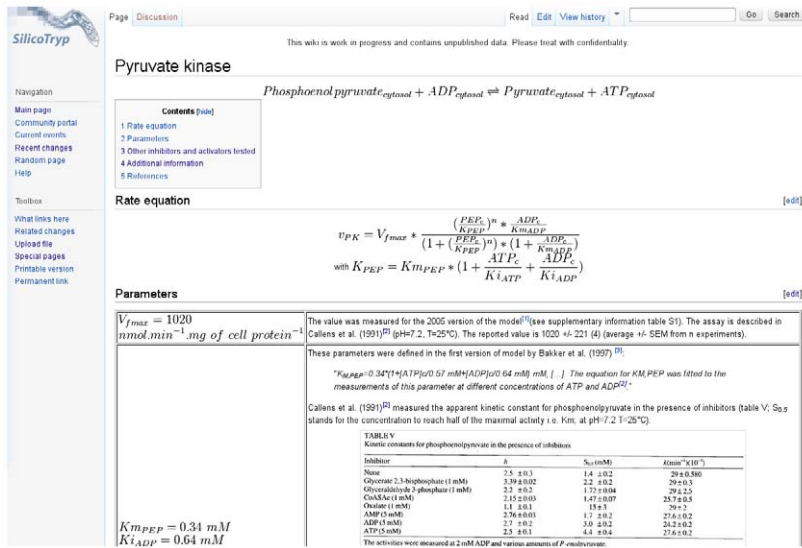 SilicoTryp
Page Discussion
Read Edit View history Go Search
This wiki is work in progress and contains unpublished data. Please treat with confidentiality.
Pyruvate kinase
Phosphoenolpyruvate_cytosol + ADP_cytosol ⇌ Pyruvate_cytosol + ATP_cytosol
Navigation
Main page
Community portal
Current events
Recent changes
Random page
Help
Toolbox
What links here
Related changes
Upload file
Special pages
Printable version
Permanent link
Contents [hide]
1 Rate equation
2 Parameters
3 Other inhibitors and activators tested
4 Additional information
5 References
Rate equation [edit]
v_PK = V_fmax * ((PEP_c/K_PEP)^n * ADP_c/Km_ADP) / ((1 + (PEP_c/K_PEP)^n) * (1 + ADP_c/Km_ADP))
with K_PEP = Km_PEP * (1 + ATP_c/Ki_ATP + ADP_c/Ki_ADP)
Parameters [edit]
V_fmax = 1020
nmol.min^-1.mg of cell protein^-1
The value was measured for the 2005 version of the model[1](see supplementary information table S1). The assay is described in
Callens et al. (1991)[2] (pH=7.2, T=25°C). The reported value is 1020 +/- 221 (4) (average +/- SEM from n experiments).
These parameters were defined in the first version of model by Bakker et al. (1997) [3]:
"K_M,PEP=0.34*(1+[ATP]c/0.57 mM+[ADP]c/0.64 mM) mM, [...]. The equation for KM,PEP was fitted to the
measurements of this parameter at different concentrations of ATP and ADP[2]."
Callens et al. (1991)[2] measured the apparent kinetic constant for phosphoenolpyruvate in the presence of inhibitors (table V; S_0.5
stands for the concentration to reach half of the maximal activity i.e. Km; at pH=7.2 T=25°C):
TABLE V
Kinetic constants for phosphoenolpyruvate in the presence of inhibitors
Inhibitor h S_0.5 (mM) k(min^-1)(X10^-3)
None 2.5 ±0.3 1.4 ±0.2 29±0.580
Glycerate 2,3-bisphosphate (1 mM) 3.39±0.02 2.2 ±0.2 29±0.3
Glyceraldehyde 3-phosphate (1 mM) 2.2 ±0.2 1.72±0.04 29±2.5
CoASAc (1 mM) 2.15±0.03 1.47±0.07 25.7±0.5
Oxalate (1 mM) 1.1 ±0.1 15±3 29±2
AMP (5 mM) 2.76±0.03 1.7 ±0.2 27.6±0.2
ADP (5 mM) 2.7 ±0.2 3.0 ±0.2 24.2±0.2
ATP (5 mM) 2.5 ±0.1 4.4 ±0.4 27.6±0.2
The activities were measured at 2 mM ADP and various amounts of P-enolpyruvate.
Km_PEP = 0.34 mM
Ki_ADP = 0.64 mM